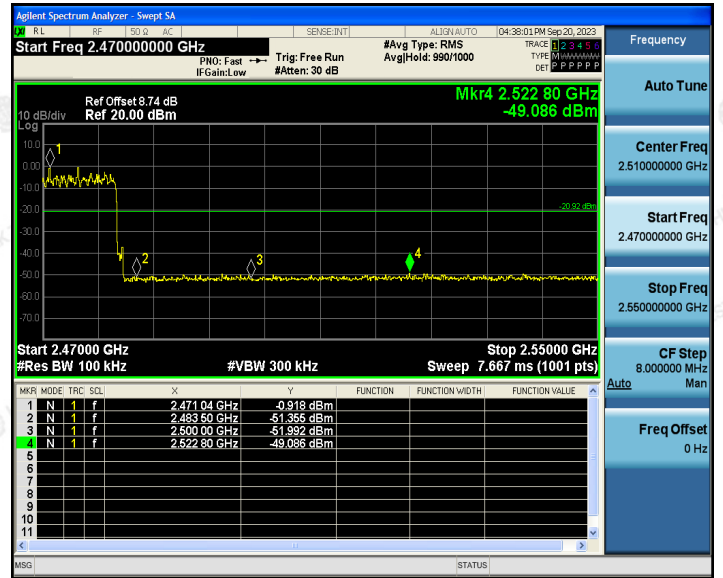 Agilent Spectrum Analyzer - Swept SA
LXI RL RF 50 Ω AC SENSE:INT ALIGN AUTO 04:38:01 PM Sep 20, 2023
Start Freq 2.470000000 GHz
PNO: Fast
IFGain:Low
Trig: Free Run
#Atten: 30 dB
#Avg Type: RMS
Avg|Hold: 990/1000
TRACE 1 2 3 4 5 6
TYPE M
DET P P P P P P
Ref Offset 8.74 dB
Ref 20.00 dBm
10 dB/div
Log
Mkr4 2.522 80 GHz
-49.086 dBm
10.0
0.00
-10.0
-20.0
-30.0
-40.0
-50.0
-60.0
-70.0
1
2
3
4
-20.92 dBm
Start 2.47000 GHz Stop 2.55000 GHz
#Res BW 100 kHz #VBW 300 kHz Sweep 7.667 ms (1001 pts)
MKR MODE TRC SCL X Y FUNCTION FUNCTION WIDTH FUNCTION VALUE
1 N 1 f 2.471 04 GHz -0.918 dBm
2 N 1 f 2.483 50 GHz -51.355 dBm
3 N 1 f 2.500 00 GHz -51.992 dBm
4 N 1 f 2.522 80 GHz -49.086 dBm
5
6
7
8
9
10
11
MSG STATUS
Frequency
Auto Tune
Center Freq
2.510000000 GHz
Start Freq
2.470000000 GHz
Stop Freq
2.550000000 GHz
CF Step
8.000000 MHz
Auto Man
Freq Offset
0 Hz